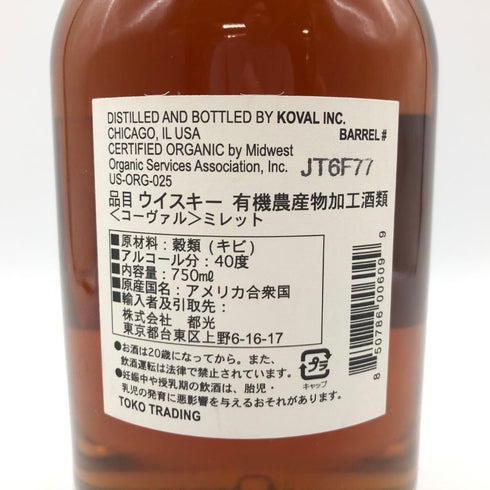 DISTILLED AND BOTTLED BY KOVAL INC.
CHICAGO, IL USA
BARREL #
CERTIFIED ORGANIC by Midwest
Organic Services Association, Inc.
JT6F77
US-ORG-025
品目 ウイスキー 有機農産物加工酒類
<コーヴァル>ミレット
■原材料：穀類（キビ）
■アルコール分：40度
■内容量：750mℓ
■原産国名：アメリカ合衆国
■輸入者及び引取先：
株式会社 都光
東京都台東区上野6-16-17
●お酒は20歳になってから。また、
飲酒運転は法律で禁止されています。
●妊娠中や授乳期の飲酒は、胎児・
乳児の発育に悪影響を与えるおそれがあります。
TOKO TRADING
プラ
キャップ
8 50786 00609 9